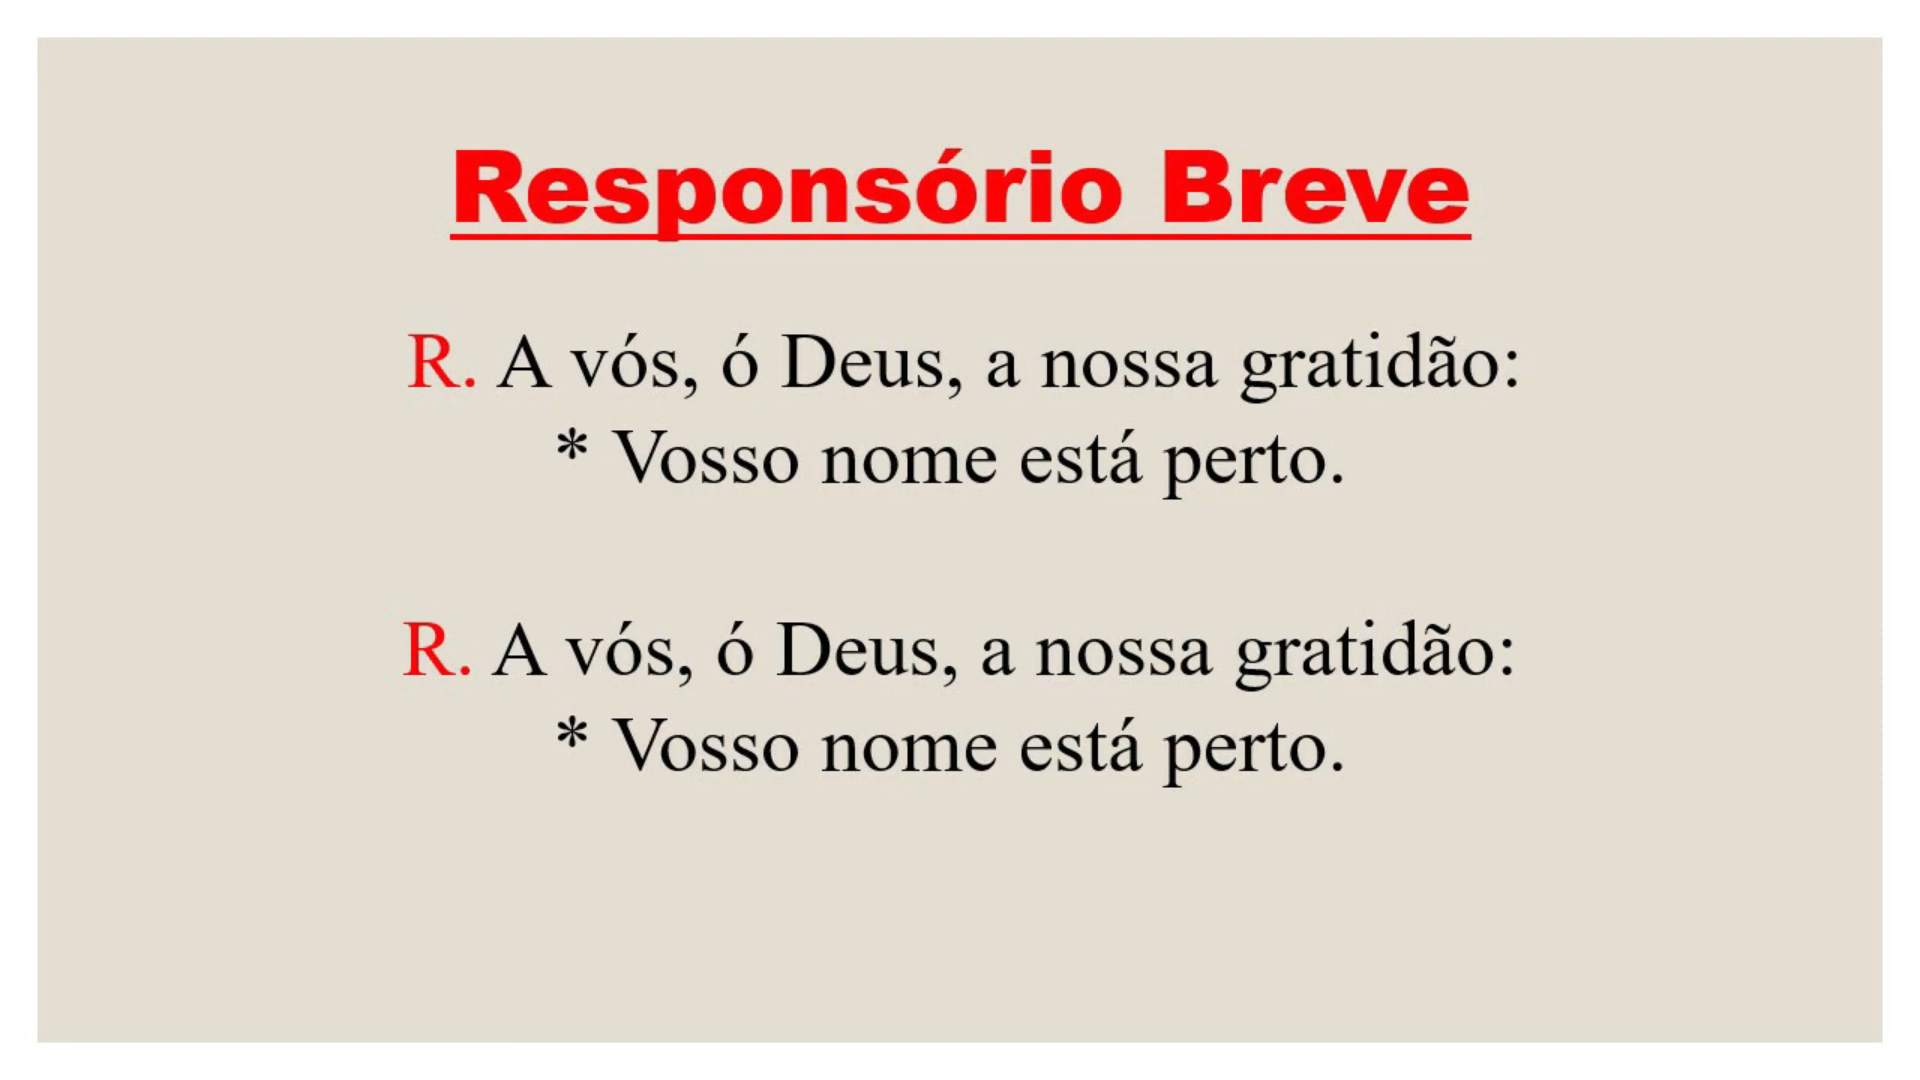 Responsório Breve
R. A vós, ó Deus, a nossa gratidão:
* Vosso nome está perto.
R. A vós, ó Deus, a nossa gratidão:
* Vosso nome está perto.